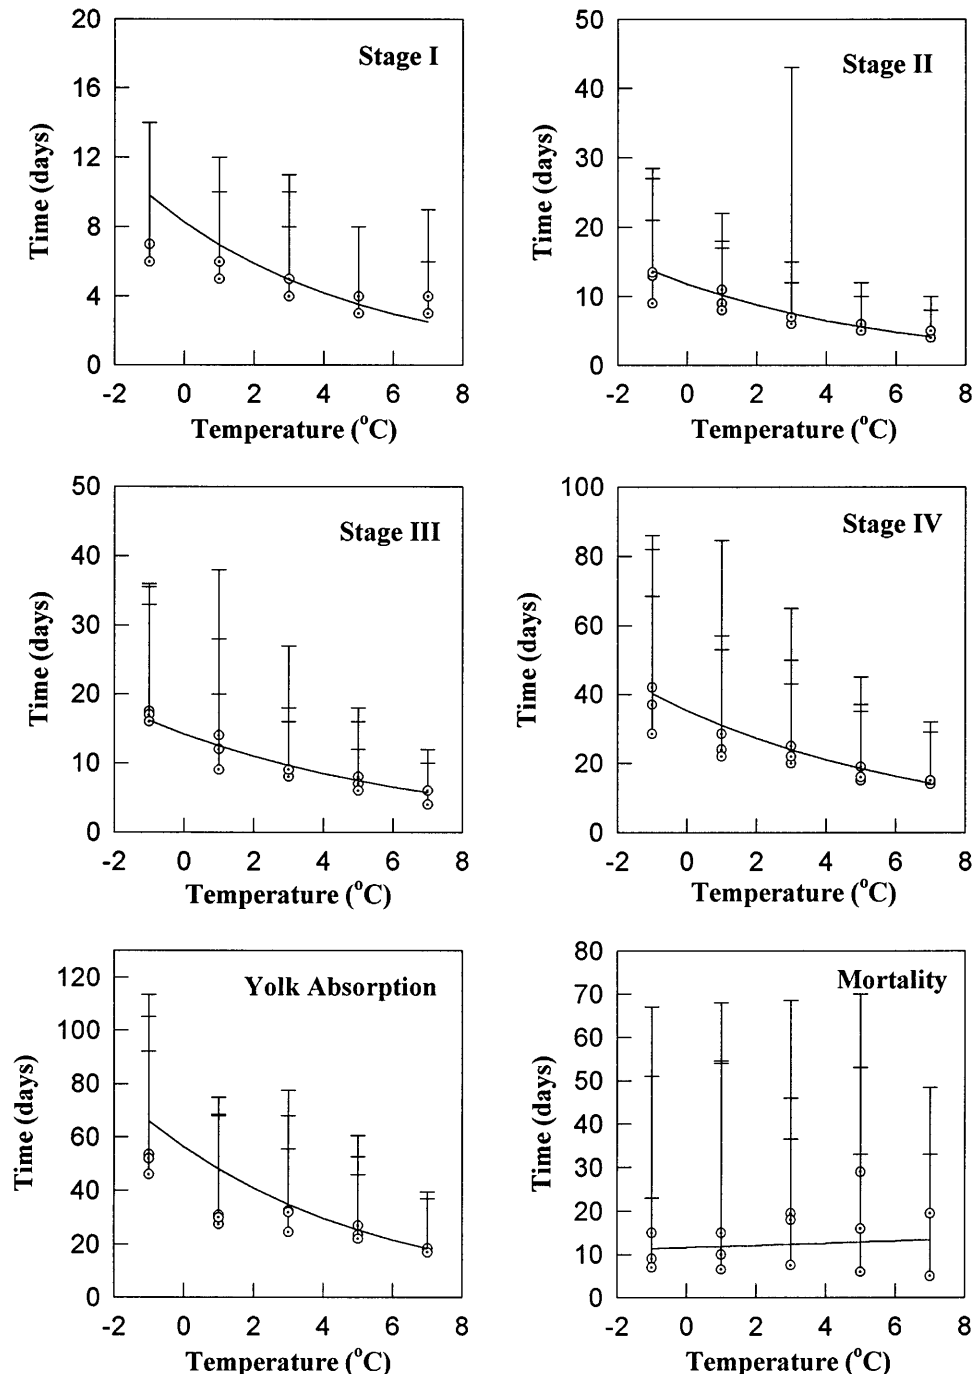 Stage I
Time (days)
20
16
12
8
4
0
-2 0 2 4 6 8
Temperature (°C)
Stage II
Time (days)
50
40
30
20
10
0
-2 0 2 4 6 8
Temperature (°C)
Stage III
Time (days)
50
40
30
20
10
0
-2 0 2 4 6 8
Temperature (°C)
Stage IV
Time (days)
100
80
60
40
20
0
-2 0 2 4 6 8
Temperature (°C)
Yolk Absorption
Time (days)
120
100
80
60
40
20
0
-2 0 2 4 6 8
Temperature (°C)
Mortality
Time (days)
80
70
60
50
40
30
20
10
0
-2 0 2 4 6 8
Temperature (°C)